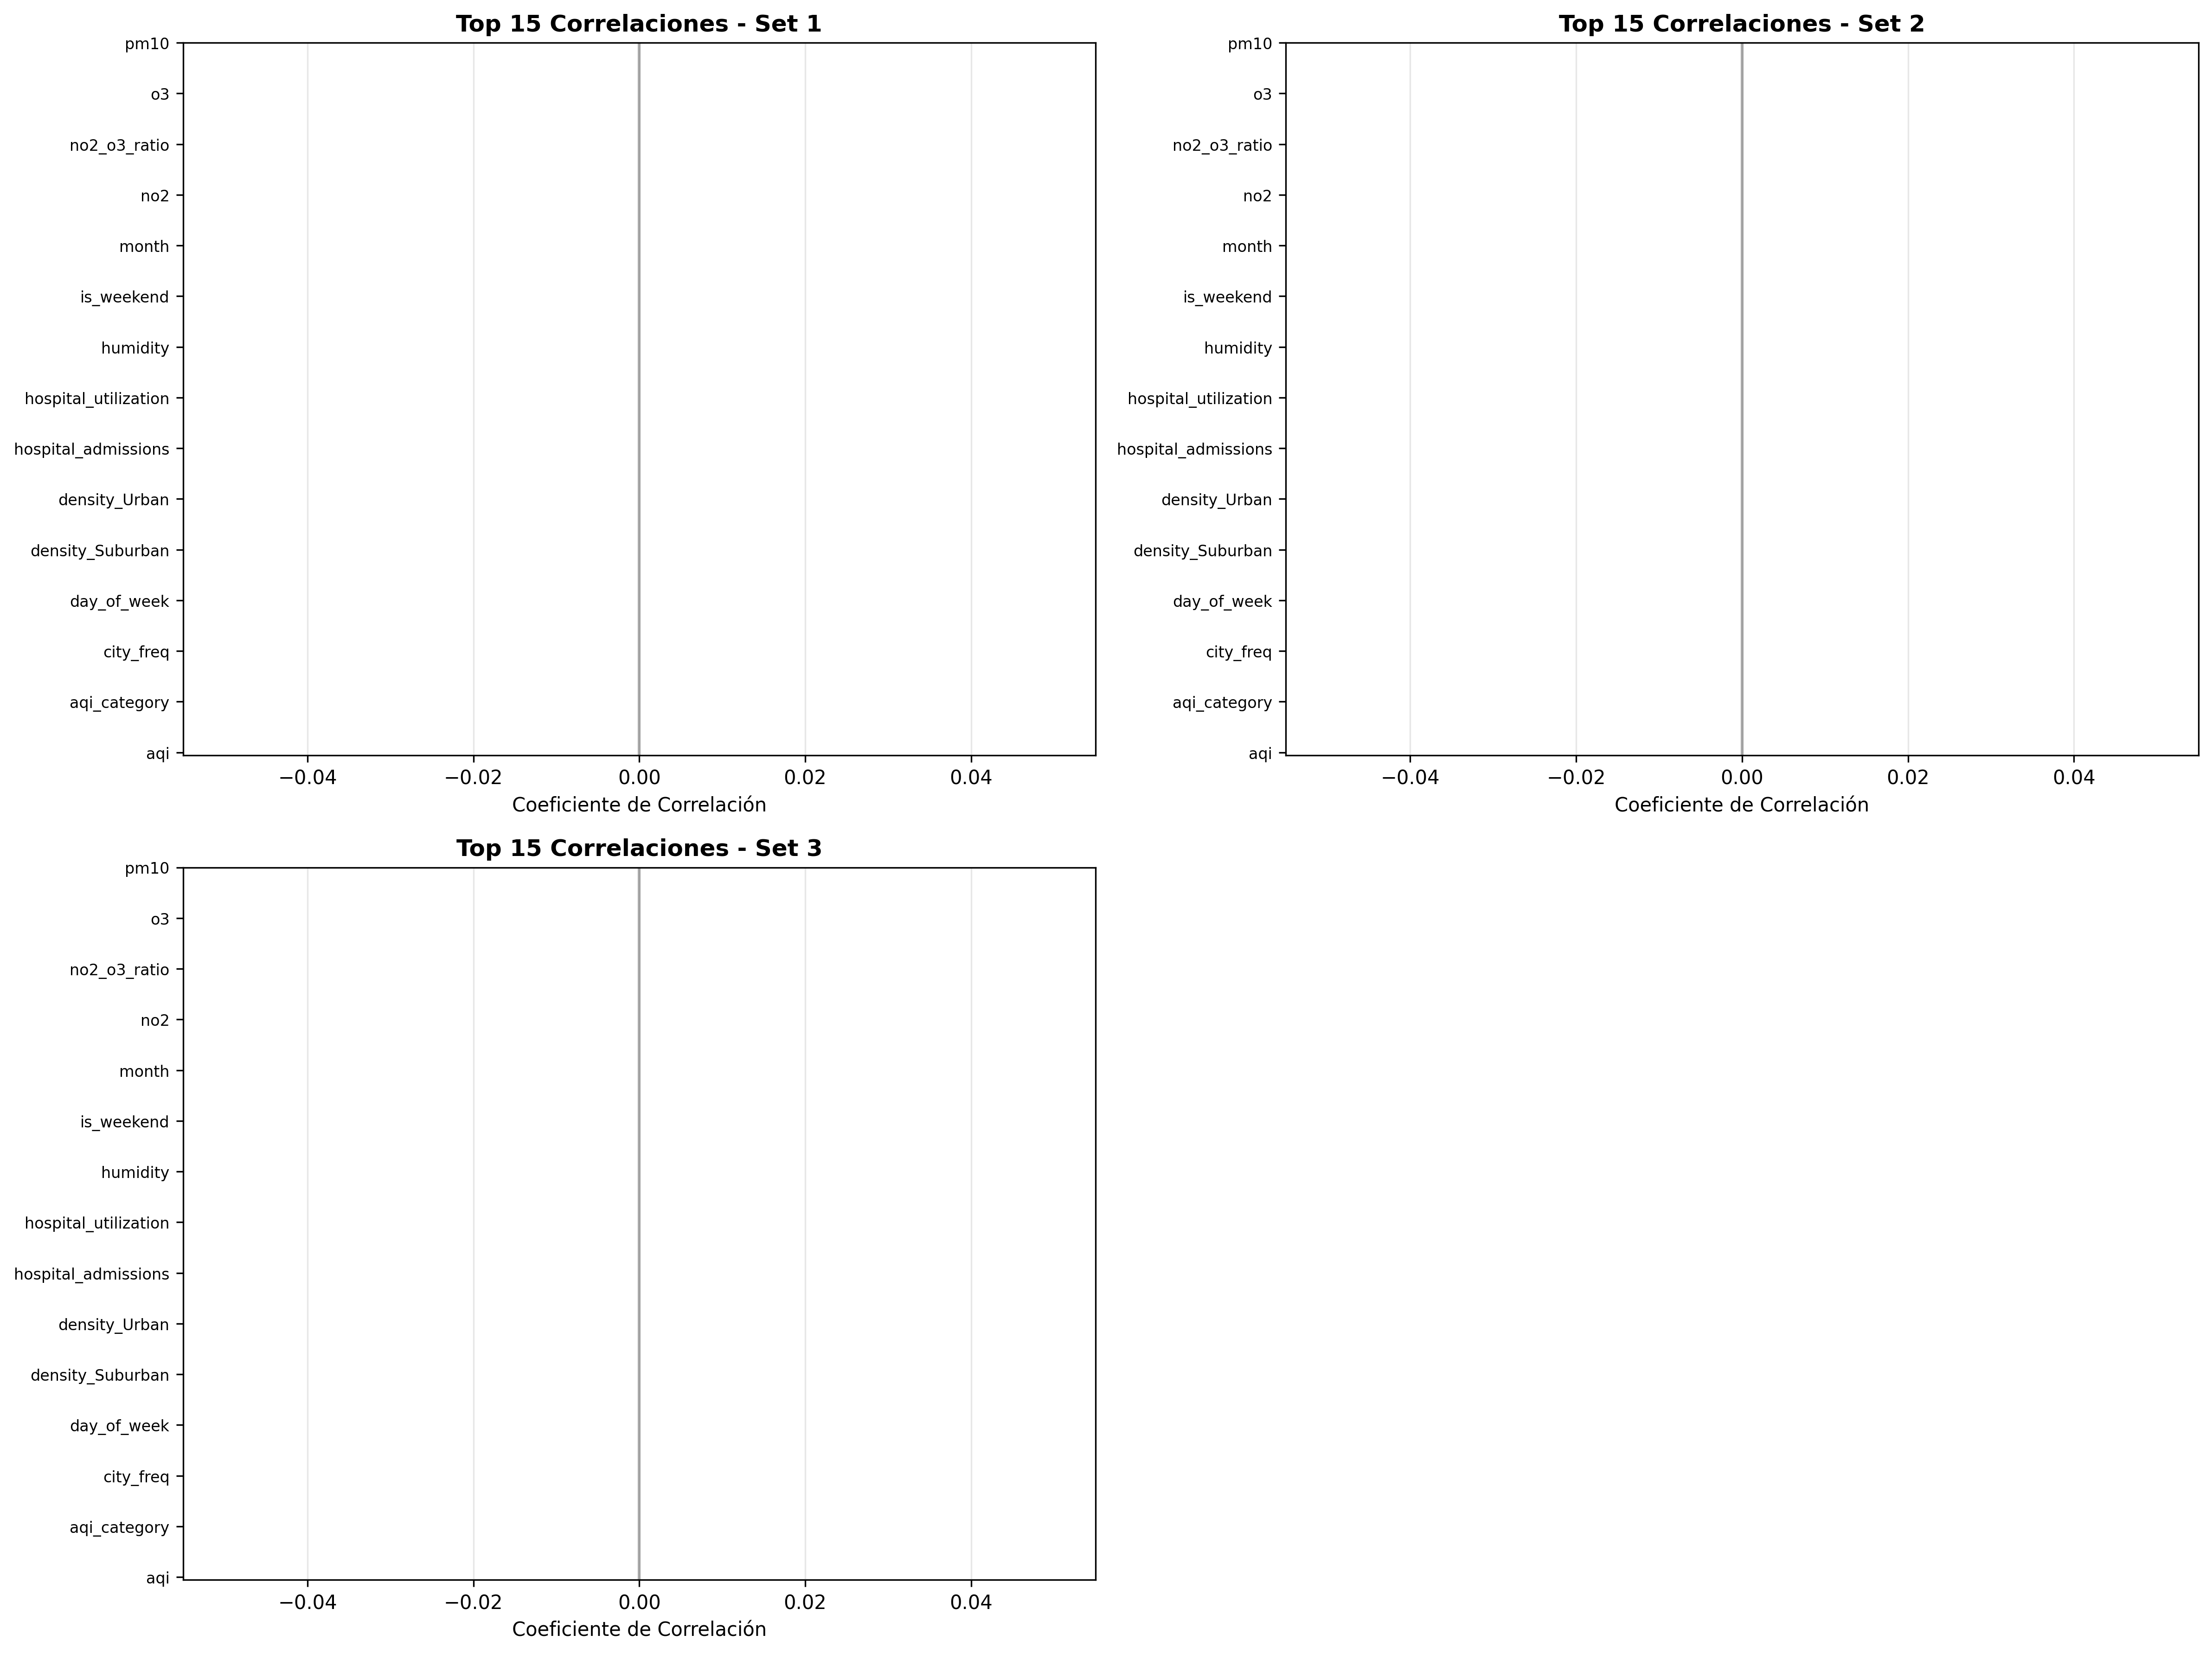 Top 15 Correlaciones - Set 1
pm10
o3
no2_o3_ratio
no2
month
is_weekend
humidity
hospital_utilization
hospital_admissions
density_Urban
density_Suburban
day_of_week
city_freq
aqi_category
aqi
−0.04 −0.02 0.00 0.02 0.04
Coeficiente de Correlación
Top 15 Correlaciones - Set 2
pm10
o3
no2_o3_ratio
no2
month
is_weekend
humidity
hospital_utilization
hospital_admissions
density_Urban
density_Suburban
day_of_week
city_freq
aqi_category
aqi
−0.04 −0.02 0.00 0.02 0.04
Coeficiente de Correlación
Top 15 Correlaciones - Set 3
pm10
o3
no2_o3_ratio
no2
month
is_weekend
humidity
hospital_utilization
hospital_admissions
density_Urban
density_Suburban
day_of_week
city_freq
aqi_category
aqi
−0.04 −0.02 0.00 0.02 0.04
Coeficiente de Correlación